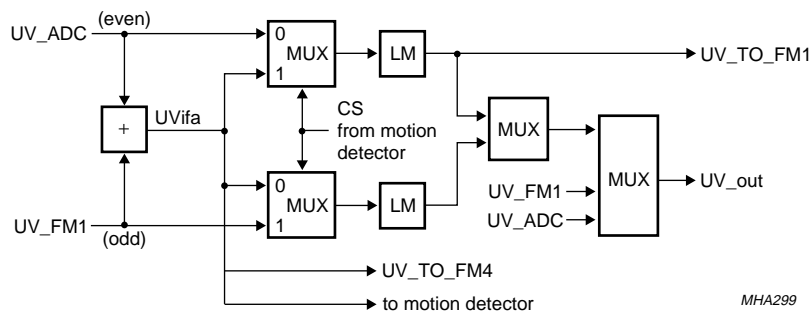 (even)
UV_ADC
0
MUX
1
LM
UV_TO_FM1
+
UVifa
CS
from motion
detector
MUX
0
MUX
1
LM
UV_FM1
UV_ADC
MUX
UV_out
UV_FM1
(odd)
UV_TO_FM4
to motion detector
MHA299